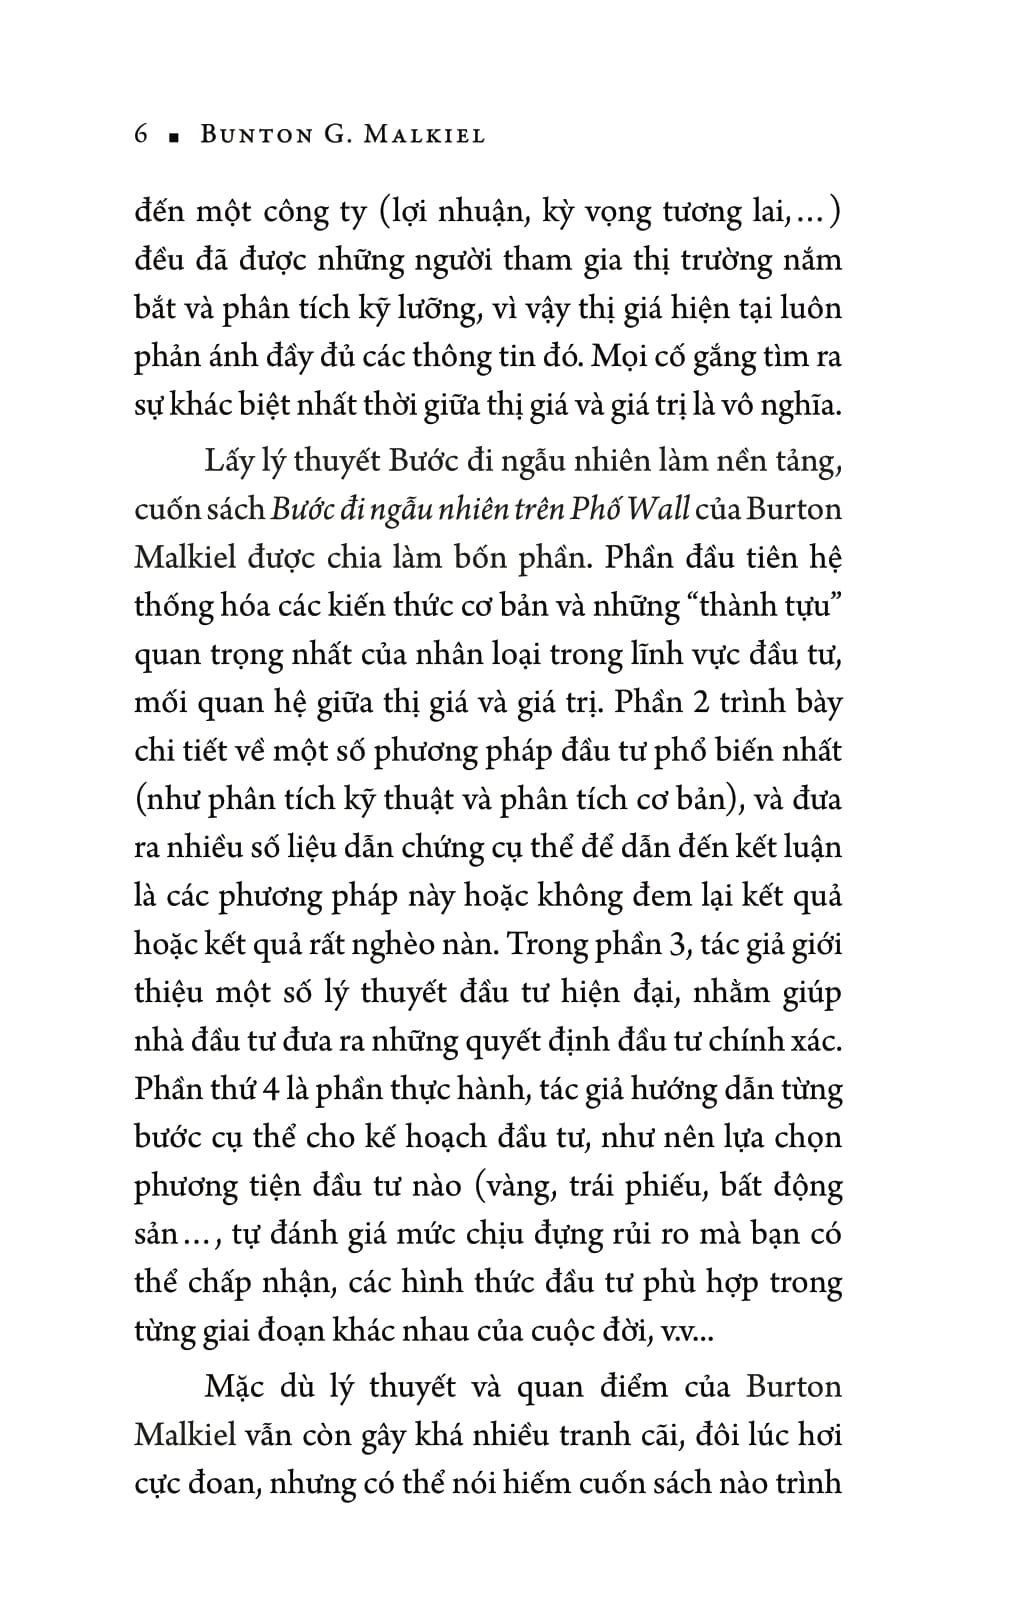 6 ▪ BUNTON G. MALKIEL
đến một công ty (lợi nhuận, kỳ vọng tương lai,…)
đều đã được những người tham gia thị trường nắm
bắt và phân tích kỹ lưỡng, vì vậy thị giá hiện tại luôn
phản ánh đầy đủ các thông tin đó. Mọi cố gắng tìm ra
sự khác biệt nhất thời giữa thị giá và giá trị là vô nghĩa.
Lấy lý thuyết Bước đi ngẫu nhiên làm nền tảng,
cuốn sách Bước đi ngẫu nhiên trên Phố Wall của Burton
Malkiel được chia làm bốn phần. Phần đầu tiên hệ
thống hóa các kiến thức cơ bản và những “thành tựu”
quan trọng nhất của nhân loại trong lĩnh vực đầu tư,
mối quan hệ giữa thị giá và giá trị. Phần 2 trình bày
chi tiết về một số phương pháp đầu tư phổ biến nhất
(như phân tích kỹ thuật và phân tích cơ bản), và đưa
ra nhiều số liệu dẫn chứng cụ thể để dẫn đến kết luận
là các phương pháp này hoặc không đem lại kết quả
hoặc kết quả rất nghèo nàn. Trong phần 3, tác giả giới
thiệu một số lý thuyết đầu tư hiện đại, nhằm giúp
nhà đầu tư đưa ra những quyết định đầu tư chính xác.
Phần thứ 4 là phần thực hành, tác giả hướng dẫn từng
bước cụ thể cho kế hoạch đầu tư, như nên lựa chọn
phương tiện đầu tư nào (vàng, trái phiếu, bất động
sản…, tự đánh giá mức chịu đựng rủi ro mà bạn có
thể chấp nhận, các hình thức đầu tư phù hợp trong
từng giai đoạn khác nhau của cuộc đời, v.v...
Mặc dù lý thuyết và quan điểm của Burton
Malkiel vẫn còn gây khá nhiều tranh cãi, đôi lúc hơi
cực đoan, nhưng có thể nói hiếm cuốn sách nào trình